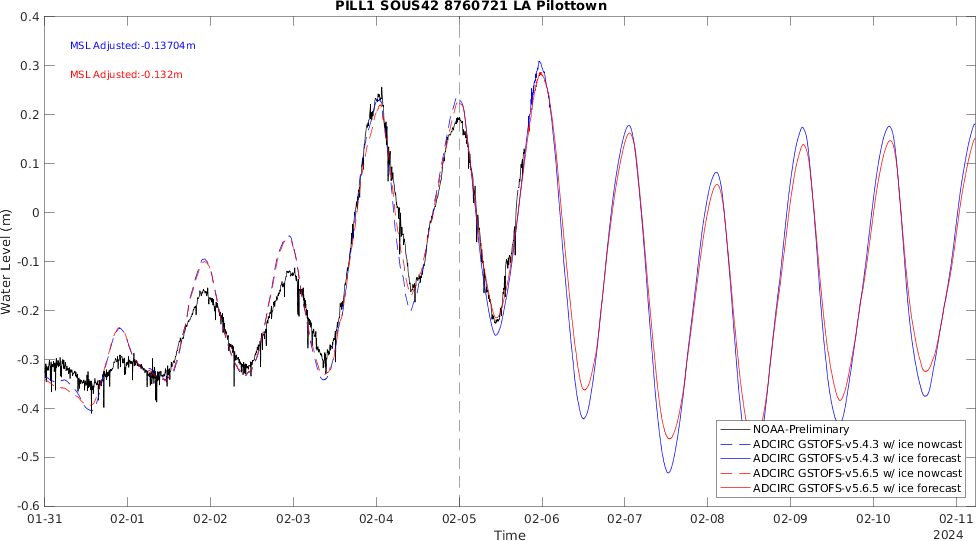 PILL1 SOUS42 8760721 LA Pilottown
MSL Adjusted:-0.13704m
MSL Adjusted:-0.132m
Water Level (m)
0.4
0.3
0.2
0.1
0
-0.1
-0.2
-0.3
-0.4
-0.5
-0.6
NOAA-Preliminary
ADCIRC GSTOFS-v5.4.3 w/ ice nowcast
ADCIRC GSTOFS-v5.4.3 w/ ice forecast
ADCIRC GSTOFS-v5.6.5 w/ ice nowcast
ADCIRC GSTOFS-v5.6.5 w/ ice forecast
01-31 02-01 02-02 02-03 02-04 02-05 02-06 02-07 02-08 02-09 02-10 02-11
Time
2024